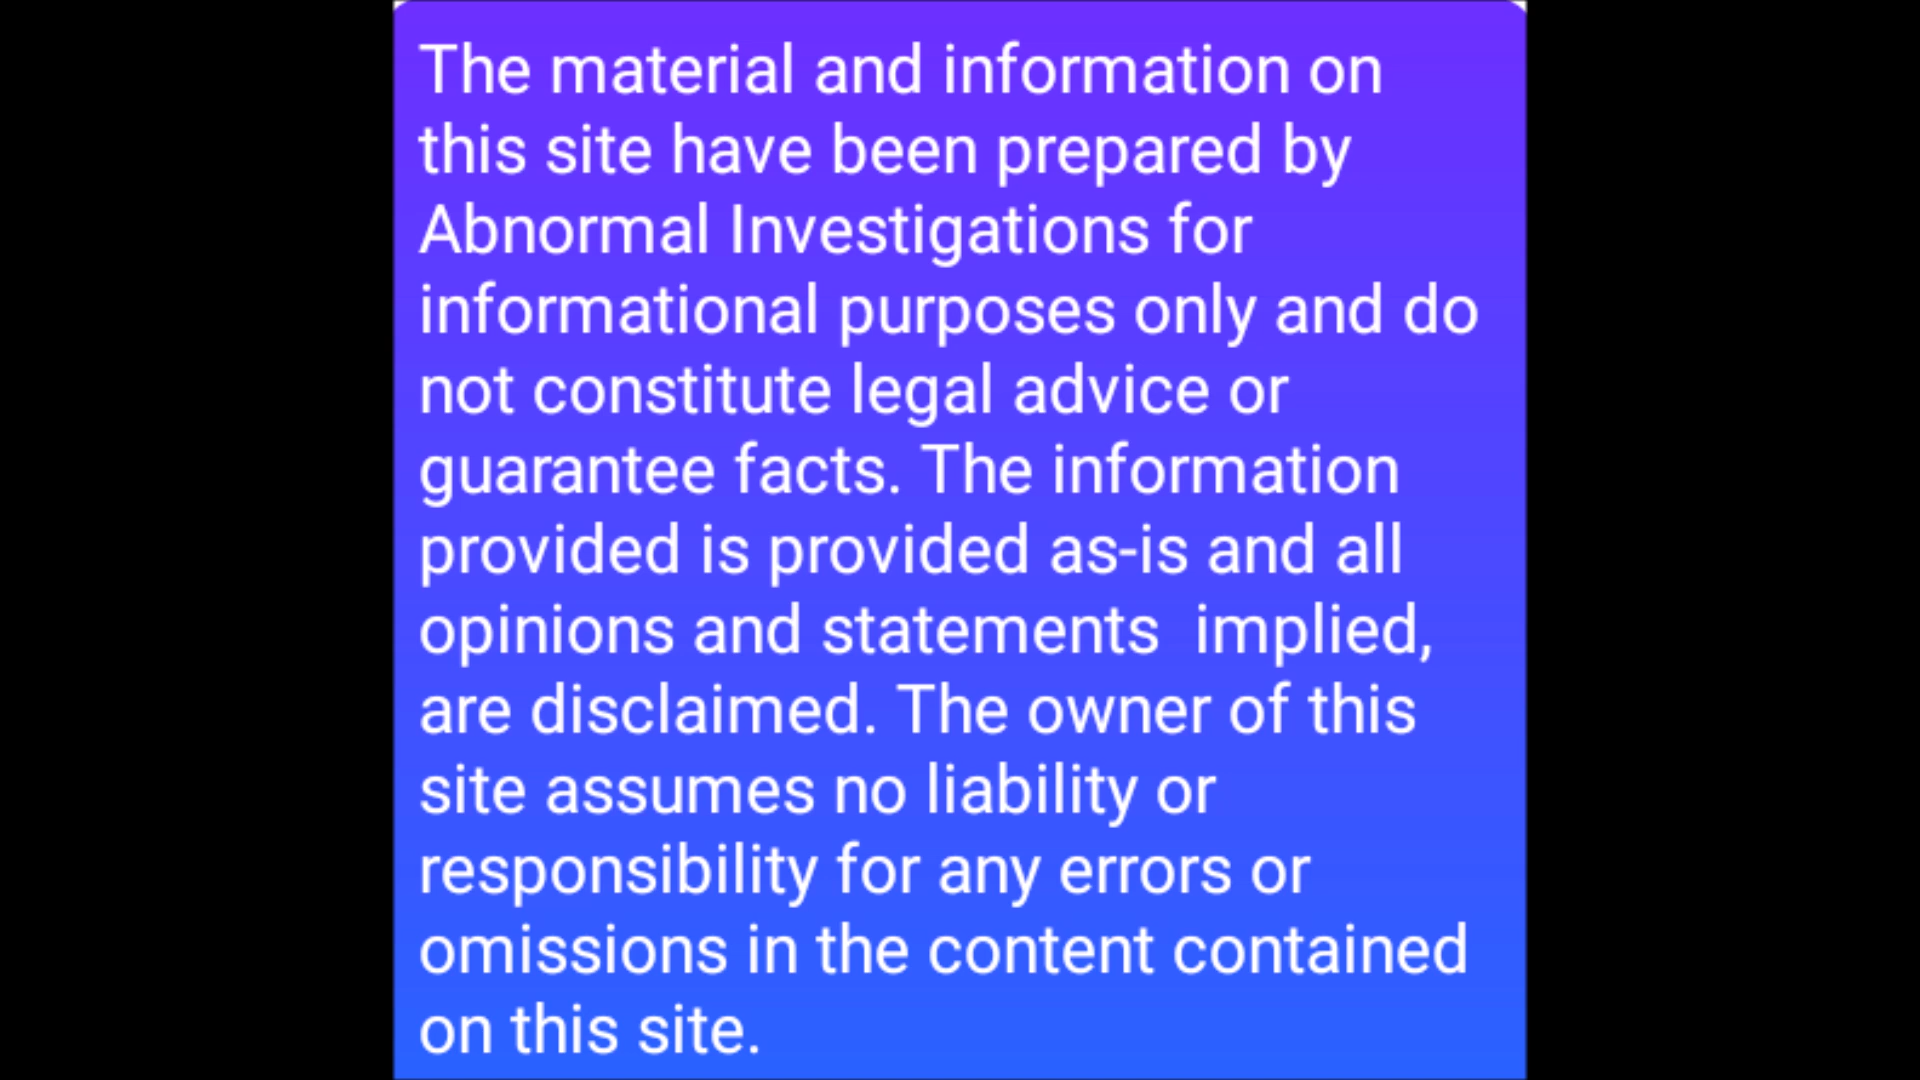 The material and information on
this site have been prepared by
Abnormal Investigations for
informational purposes only and do
not constitute legal advice or
guarantee facts. The information
provided is provided as-is and all
opinions and statements  implied,
are disclaimed. The owner of this
site assumes no liability or
responsibility for any errors or
omissions in the content contained
on this site.